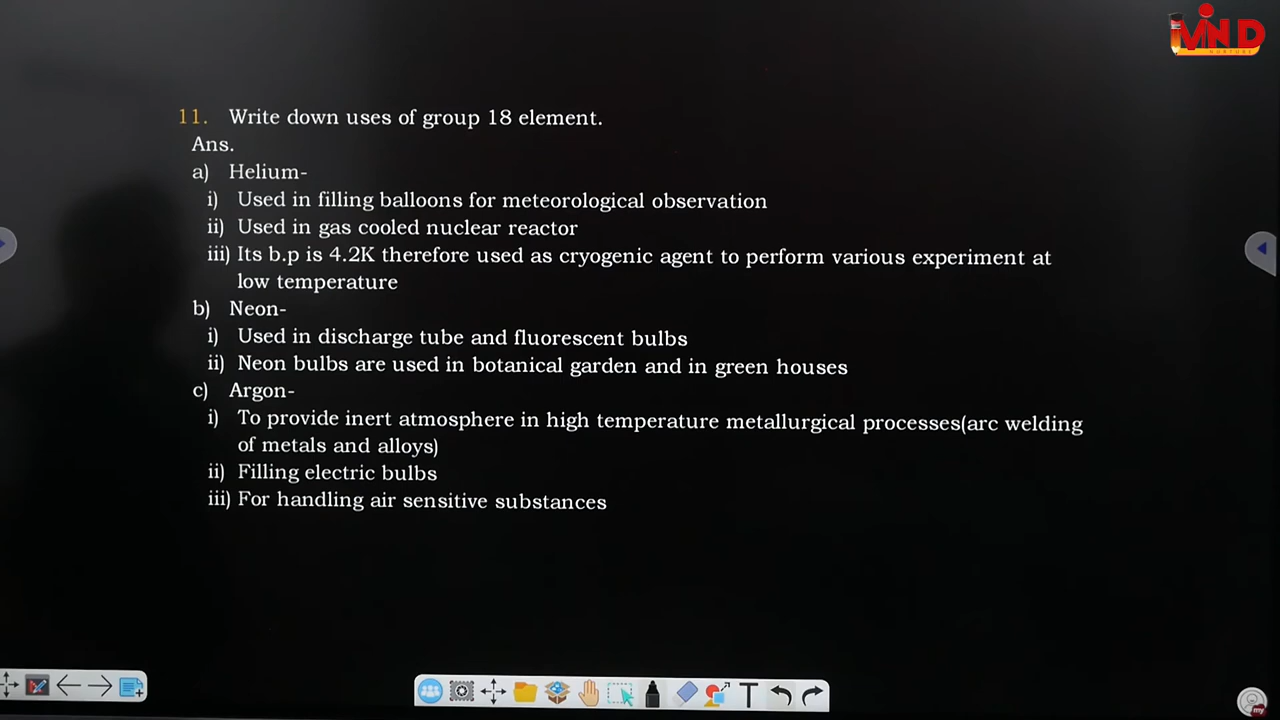 MIND
NURTURE
11. Write down uses of group 18 element.
Ans.
a) Helium-
i) Used in filling balloons for meteorological observation
ii) Used in gas cooled nuclear reactor
iii) Its b.p is 4.2K therefore used as cryogenic agent to perform various experiment at
low temperature
b) Neon-
i) Used in discharge tube and fluorescent bulbs
ii) Neon bulbs are used in botanical garden and in green houses
c) Argon-
i) To provide inert atmosphere in high temperature metallurgical processes(arc welding
of metals and alloys)
ii) Filling electric bulbs
iii) For handling air sensitive substances
T
my